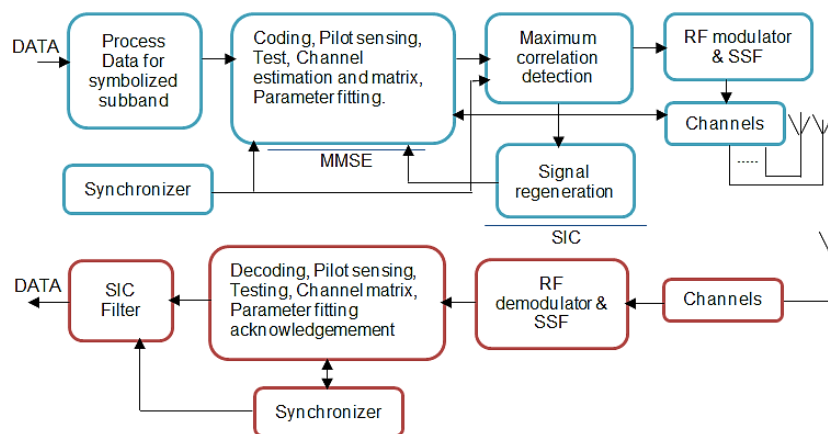 DATA
Process
Data for
symbolized
subband
Coding, Pilot sensing,
Test, Channel
estimation and matrix,
Parameter fitting.
Maximum
correlation
detection
RF modulator
& SSF
Channels
.....
MMSE
Synchronizer
Signal
regeneration
SIC
DATA
SIC
Filter
Decoding, Pilot sensing,
Testing, Channel matrix,
Parameter fitting
acknowledgemement
RF
demodulator &
SSF
Channels
Synchronizer